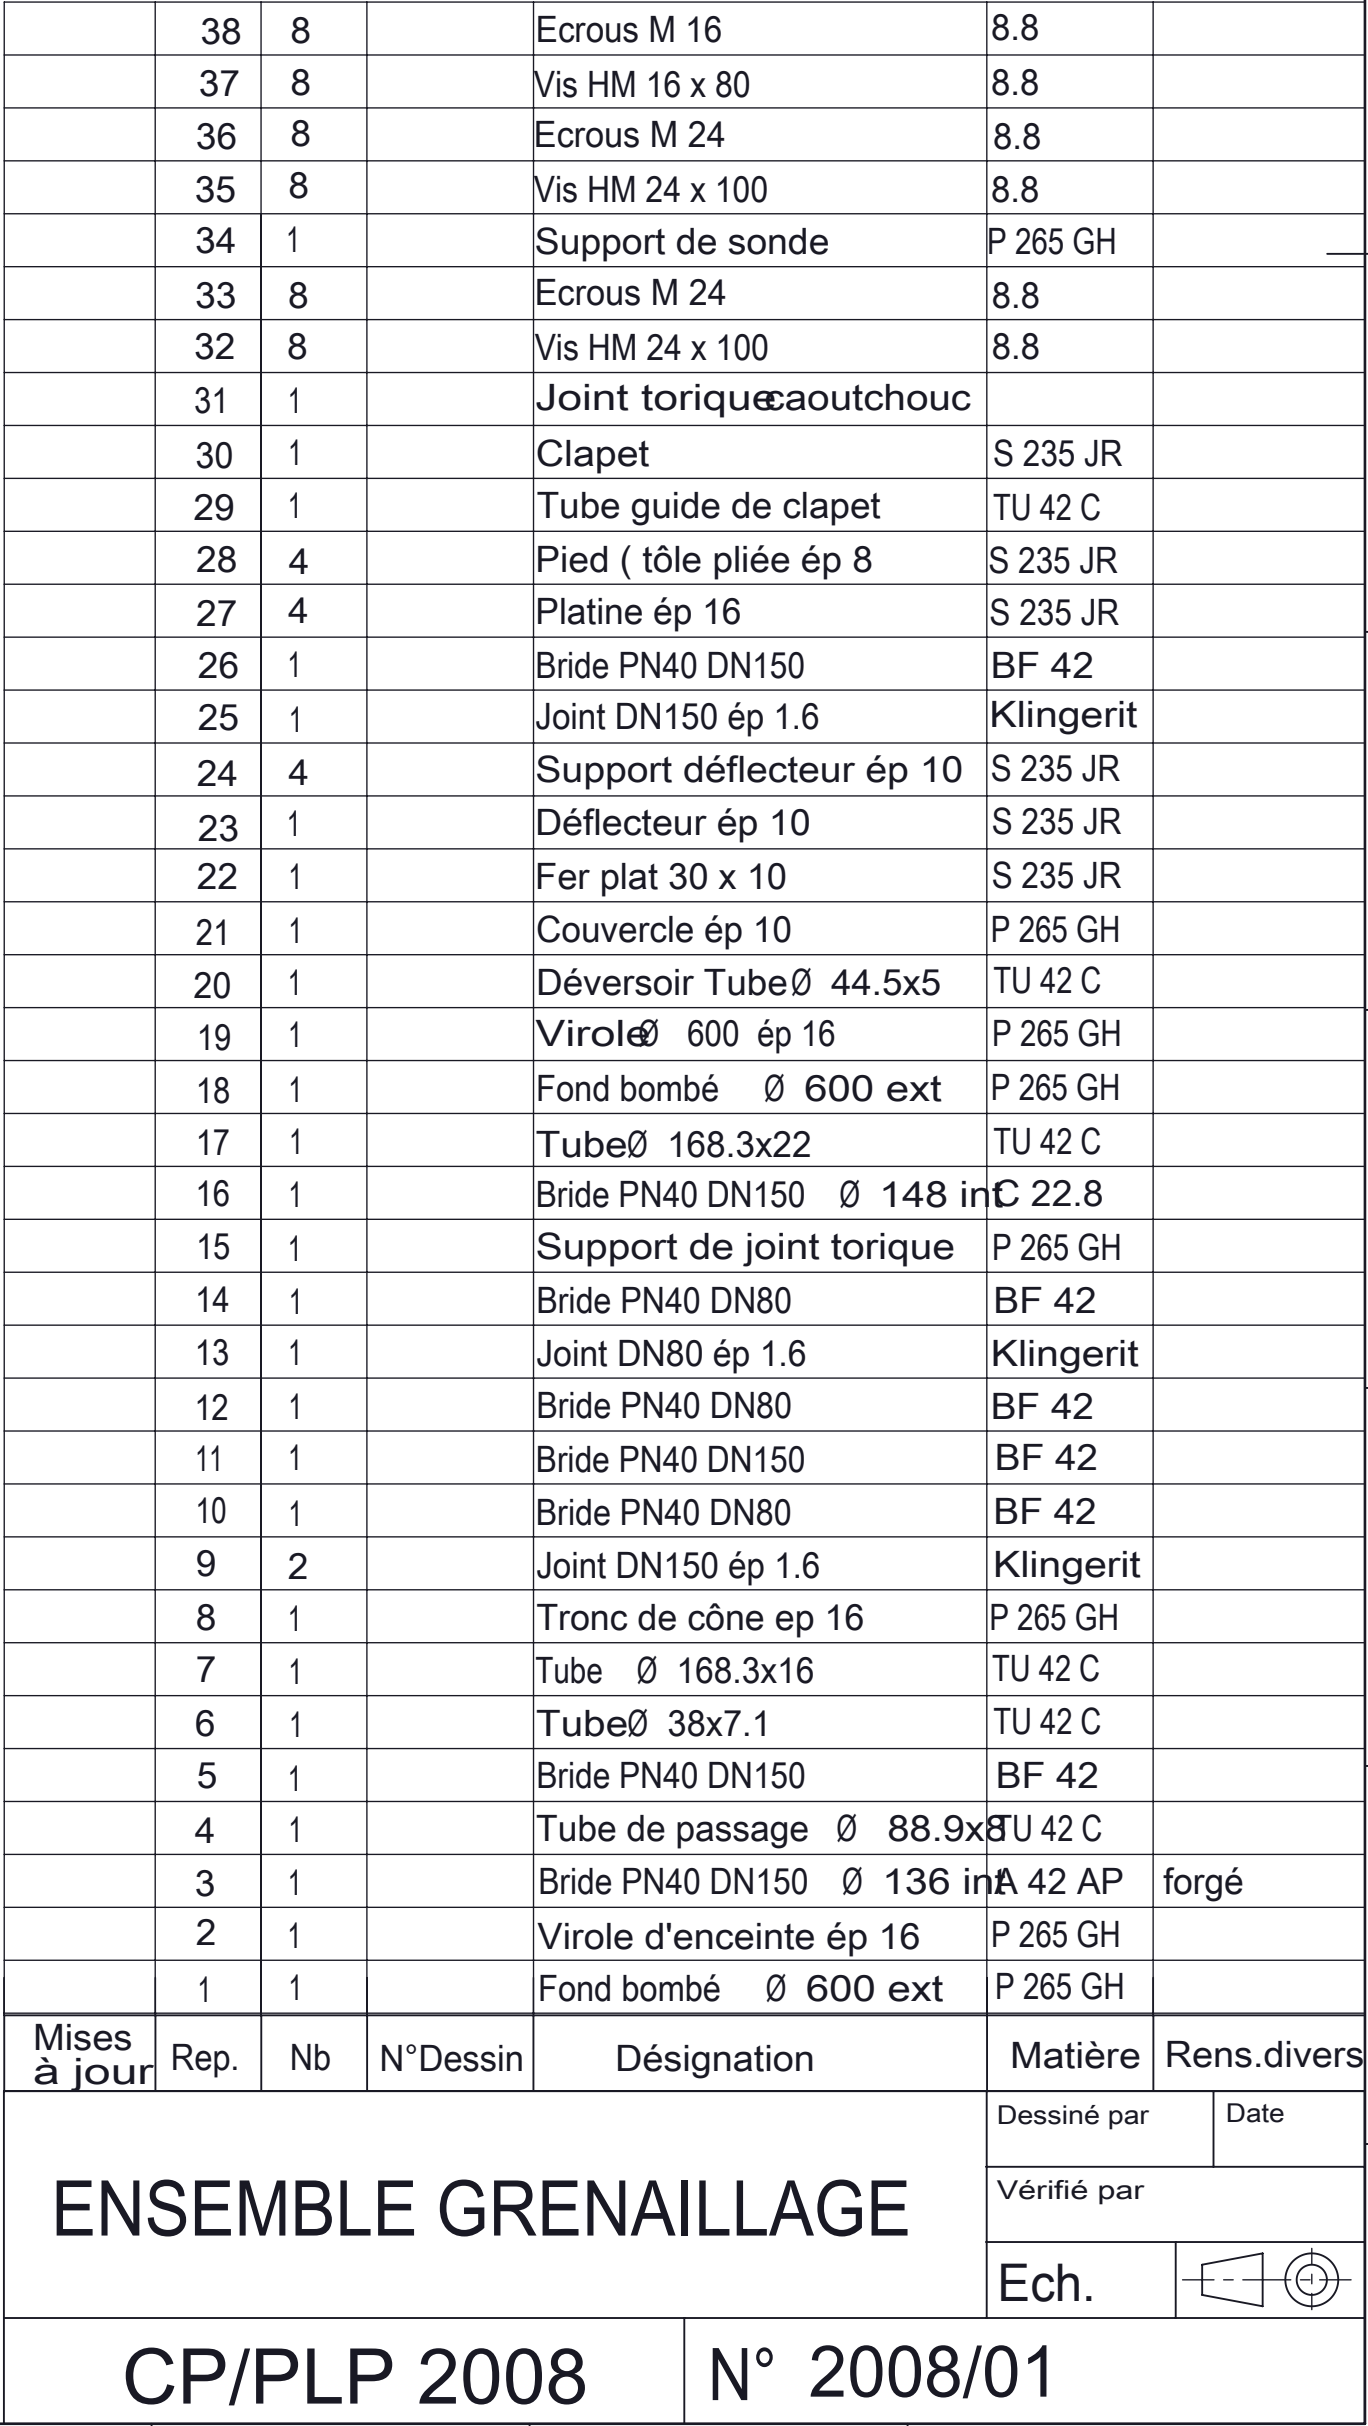 38 8 Ecrous M 16 8.8
37 8 Vis HM 16 x 80 8.8
36 8 Ecrous M 24 8.8
35 8 Vis HM 24 x 100 8.8
34 1 Support de sonde P 265 GH
33 8 Ecrous M 24 8.8
32 8 Vis HM 24 x 100 8.8
31 1 Joint torique caoutchouc
30 1 Clapet S 235 JR
29 1 Tube guide de clapet TU 42 C
28 4 Pied ( tôle pliée ép 8 S 235 JR
27 4 Platine ép 16 S 235 JR
26 1 Bride PN40 DN150 BF 42
25 1 Joint DN150 ép 1.6 Klingerit
24 4 Support déflecteur ép 10 S 235 JR
23 1 Déflecteur ép 10 S 235 JR
22 1 Fer plat 30 x 10 S 235 JR
21 1 Couvercle ép 10 P 265 GH
20 1 Déversoir Tube Ø 44.5x5 TU 42 C
19 1 Virole Ø 600 ép 16 P 265 GH
18 1 Fond bombé Ø 600 ext P 265 GH
17 1 Tube Ø 168.3x22 TU 42 C
16 1 Bride PN40 DN150 Ø 148 int C 22.8
15 1 Support de joint torique P 265 GH
14 1 Bride PN40 DN80 BF 42
13 1 Joint DN80 ép 1.6 Klingerit
12 1 Bride PN40 DN80 BF 42
11 1 Bride PN40 DN150 BF 42
10 1 Bride PN40 DN80 BF 42
9 2 Joint DN150 ép 1.6 Klingerit
8 1 Tronc de cône ep 16 P 265 GH
7 1 Tube Ø 168.3x16 TU 42 C
6 1 Tube Ø 38x7.1 TU 42 C
5 1 Bride PN40 DN150 BF 42
4 1 Tube de passage Ø 88.9x8 TU 42 C
3 1 Bride PN40 DN150 Ø 136 int A 42 AP forgé
2 1 Virole d'enceinte ép 16 P 265 GH
1 1 Fond bombé Ø 600 ext P 265 GH
Mises
à jour Rep. Nb N°Dessin Désignation Matière Rens.divers
Dessiné par Date
ENSEMBLE GRENAILLAGE
Vérifié par
Ech.
CP/PLP 2008 N° 2008/01